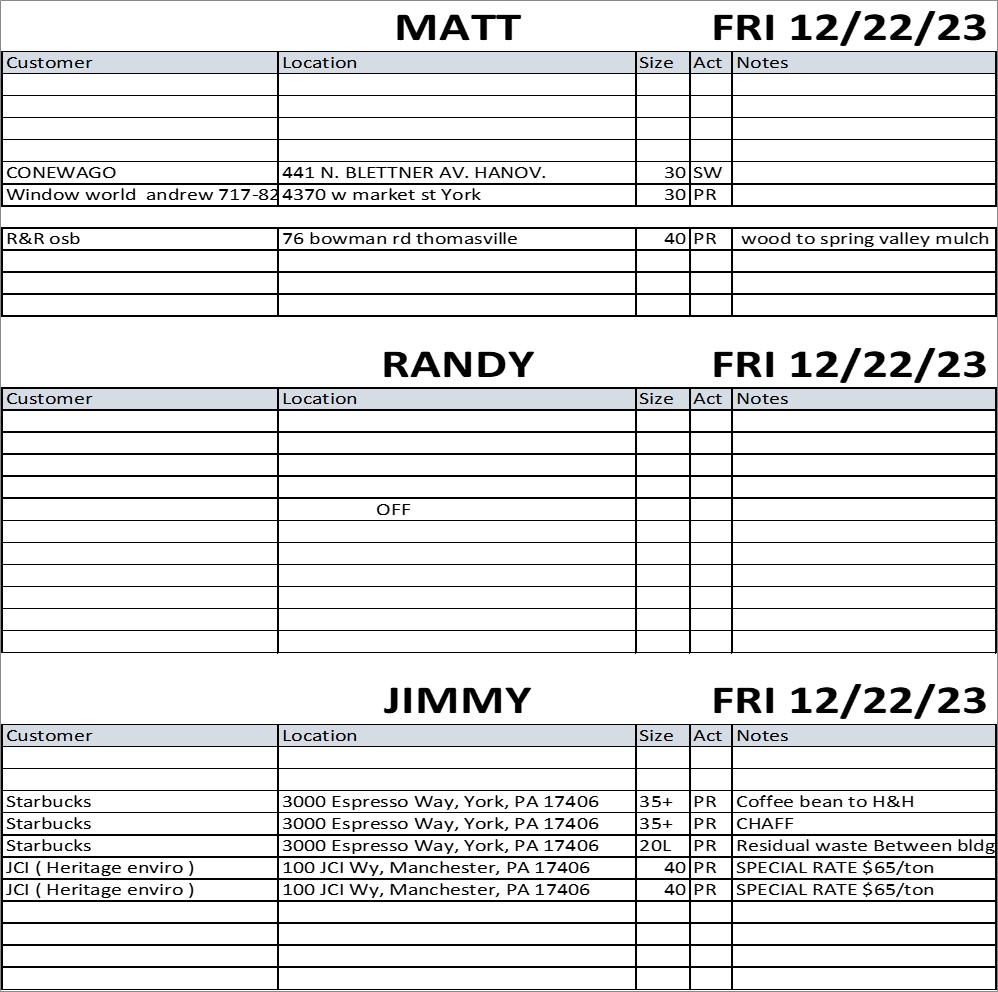 MATT FRI 12/22/23
Customer Location Size Act Notes
CONEWAGO 441 N. BLETTNER AV. HANOV. 30 SW
Window world andrew 717-82 4370 w market st York 30 PR
R&R osb 76 bowman rd thomasville 40 PR wood to spring valley mulch
RANDY FRI 12/22/23
Customer Location Size Act Notes
OFF
JIMMY FRI 12/22/23
Customer Location Size Act Notes
Starbucks 3000 Espresso Way, York, PA 17406 35+ PR Coffee bean to H&H
Starbucks 3000 Espresso Way, York, PA 17406 35+ PR CHAFF
Starbucks 3000 Espresso Way, York, PA 17406 20L PR Residual waste Between bldg
JCI ( Heritage enviro ) 100 JCI Wy, Manchester, PA 17406 40 PR SPECIAL RATE $65/ton
JCI ( Heritage enviro ) 100 JCI Wy, Manchester, PA 17406 40 PR SPECIAL RATE $65/ton